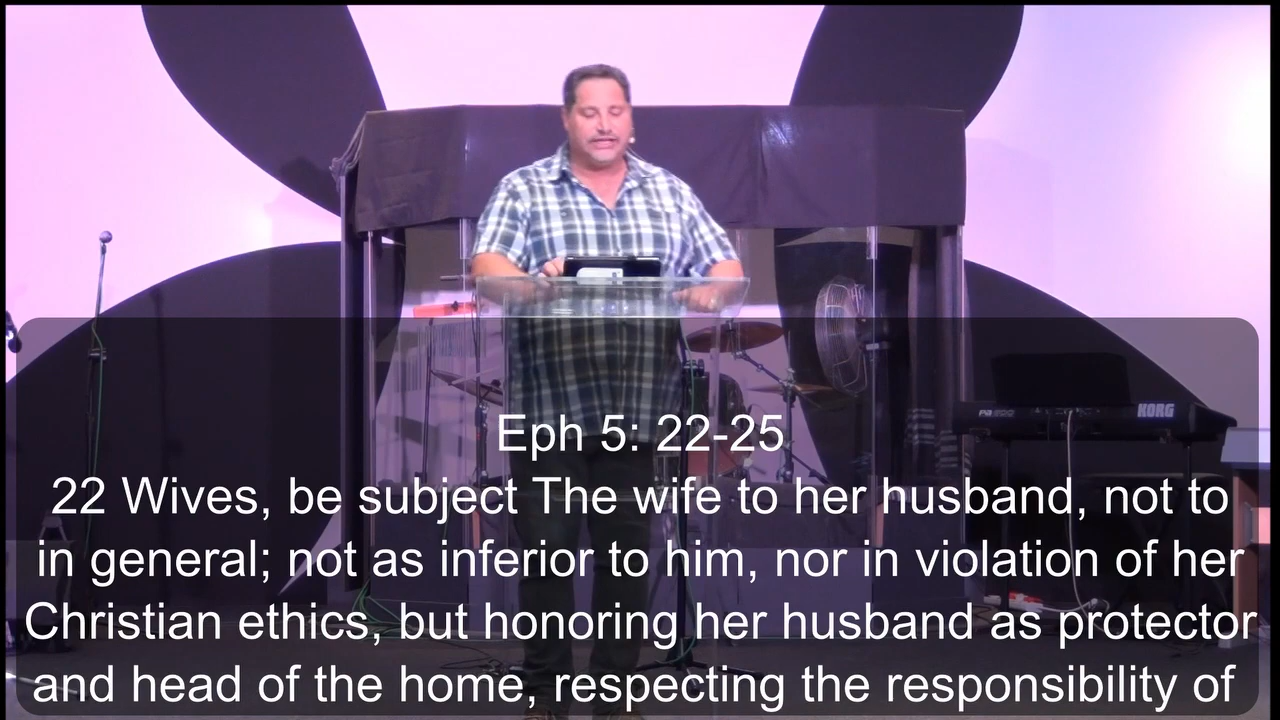 Eph 5: 22-25
22 Wives, be subject The wife to her husband, not to
in general; not as inferior to him, nor in violation of her
Christian ethics, but honoring her husband as protector
and head of the home, respecting the responsibility of
KORG